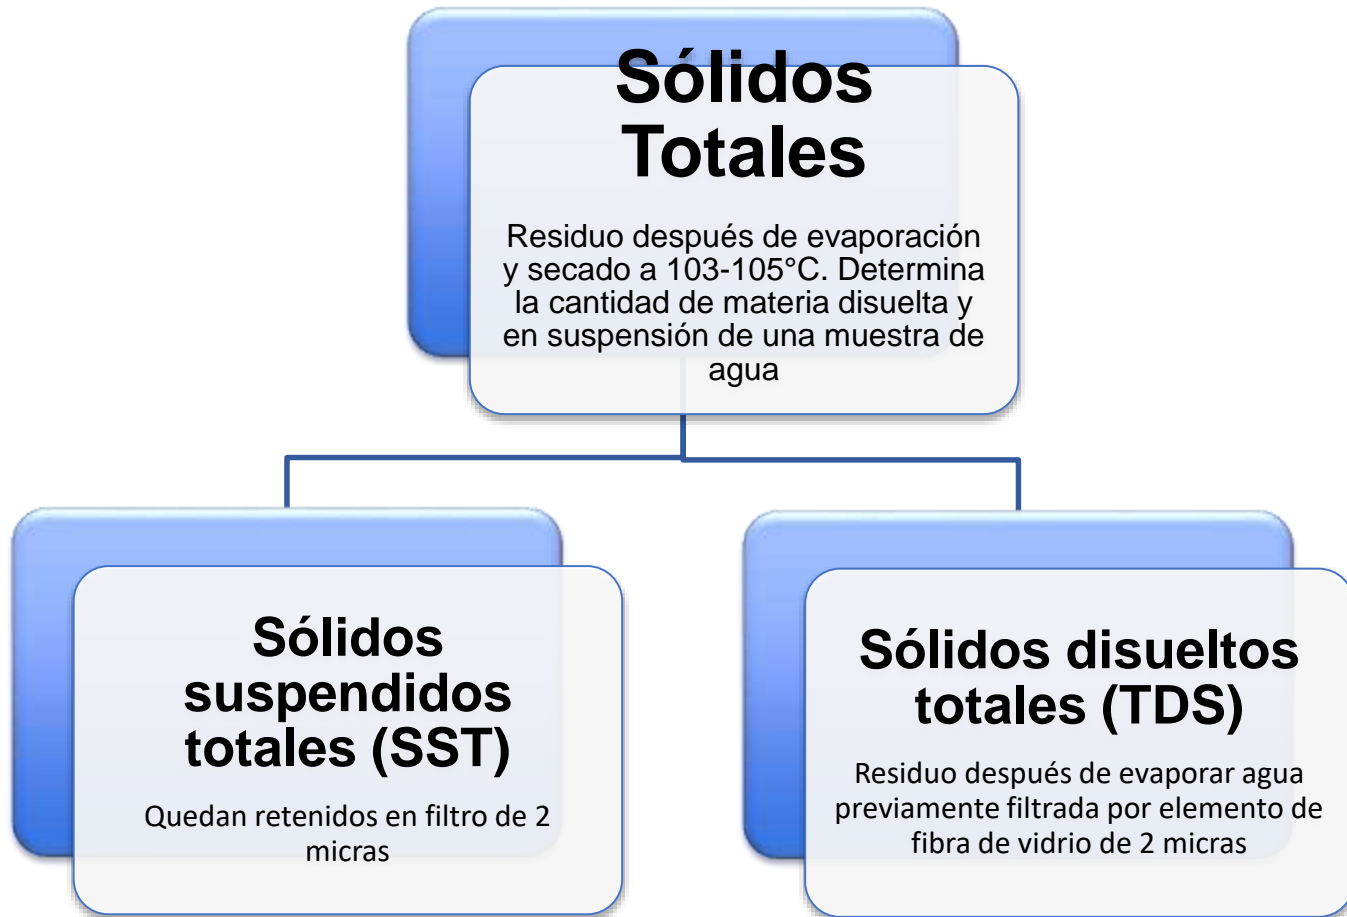 Sólidos
Totales
Residuo después de evaporación
y secado a 103-105°C. Determina
la cantidad de materia disuelta y
en suspensión de una muestra de
agua
Sólidos
suspendidos
totales (SST)
Quedan retenidos en filtro de 2
micras
Sólidos disueltos
totales (TDS)
Residuo después de evaporar agua
previamente filtrada por elemento de
fibra de vidrio de 2 micras